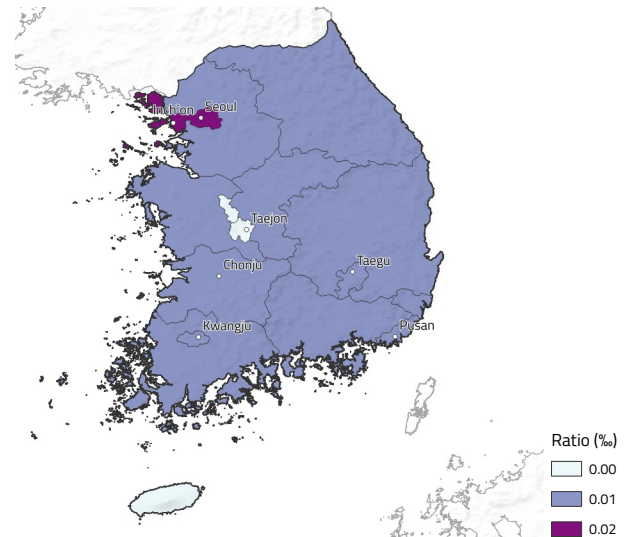 Inch'on
Seoul
Taejon
Chonju
Taegu
Kwangju
Pusan
Ratio (‰)
0.00
0.01
0.02